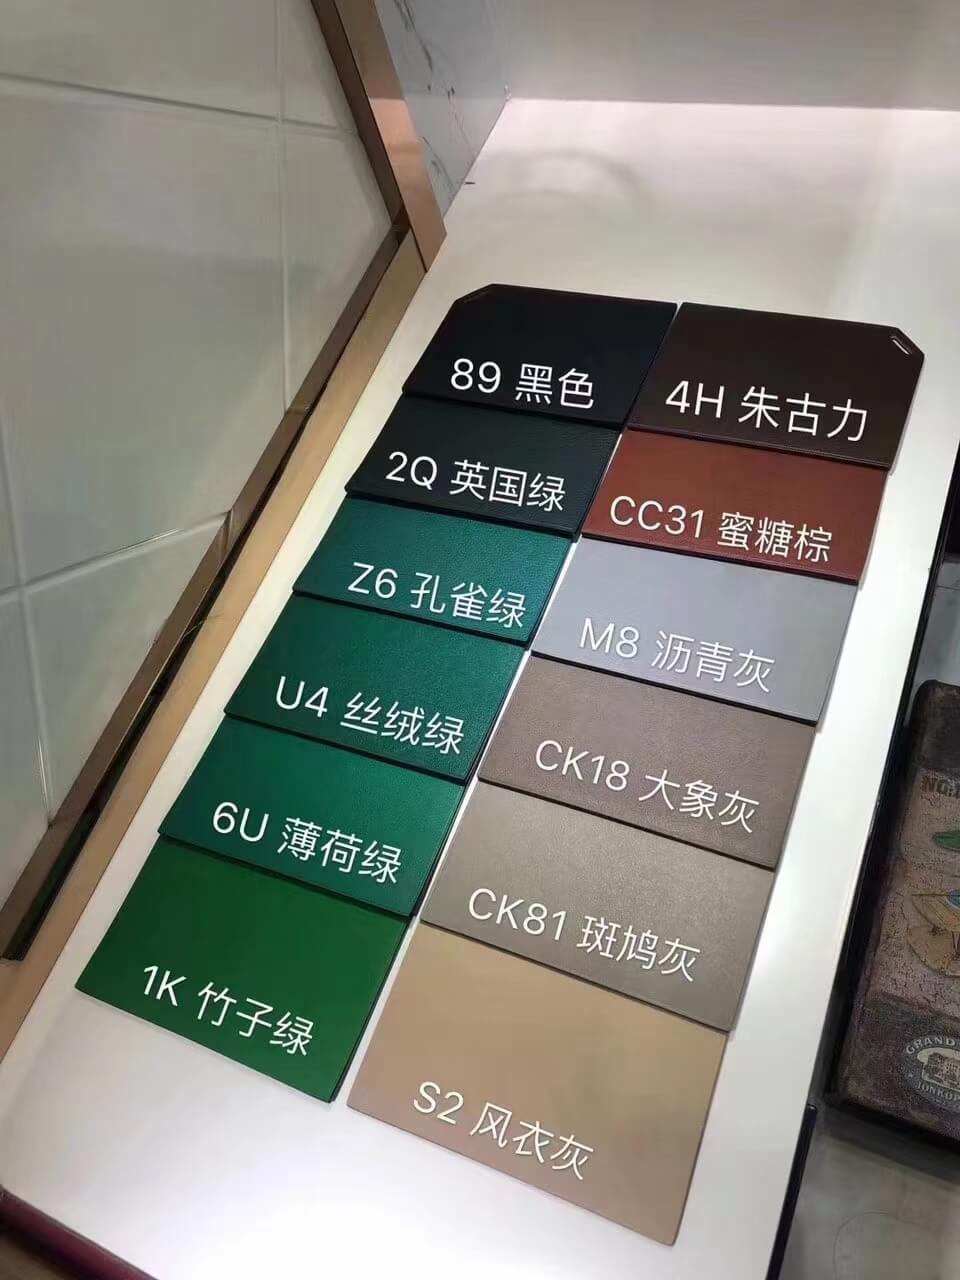 89 黑色
4H 朱古力
2Q 英国绿
CC31 蜜糖棕
Z6 孔雀绿
M8 沥青灰
U4 丝绒绿
CK18 大象灰
6U 薄荷绿
CK81 斑鸠灰
1K 竹子绿
S2 风衣灰
GRAND
JONKOP